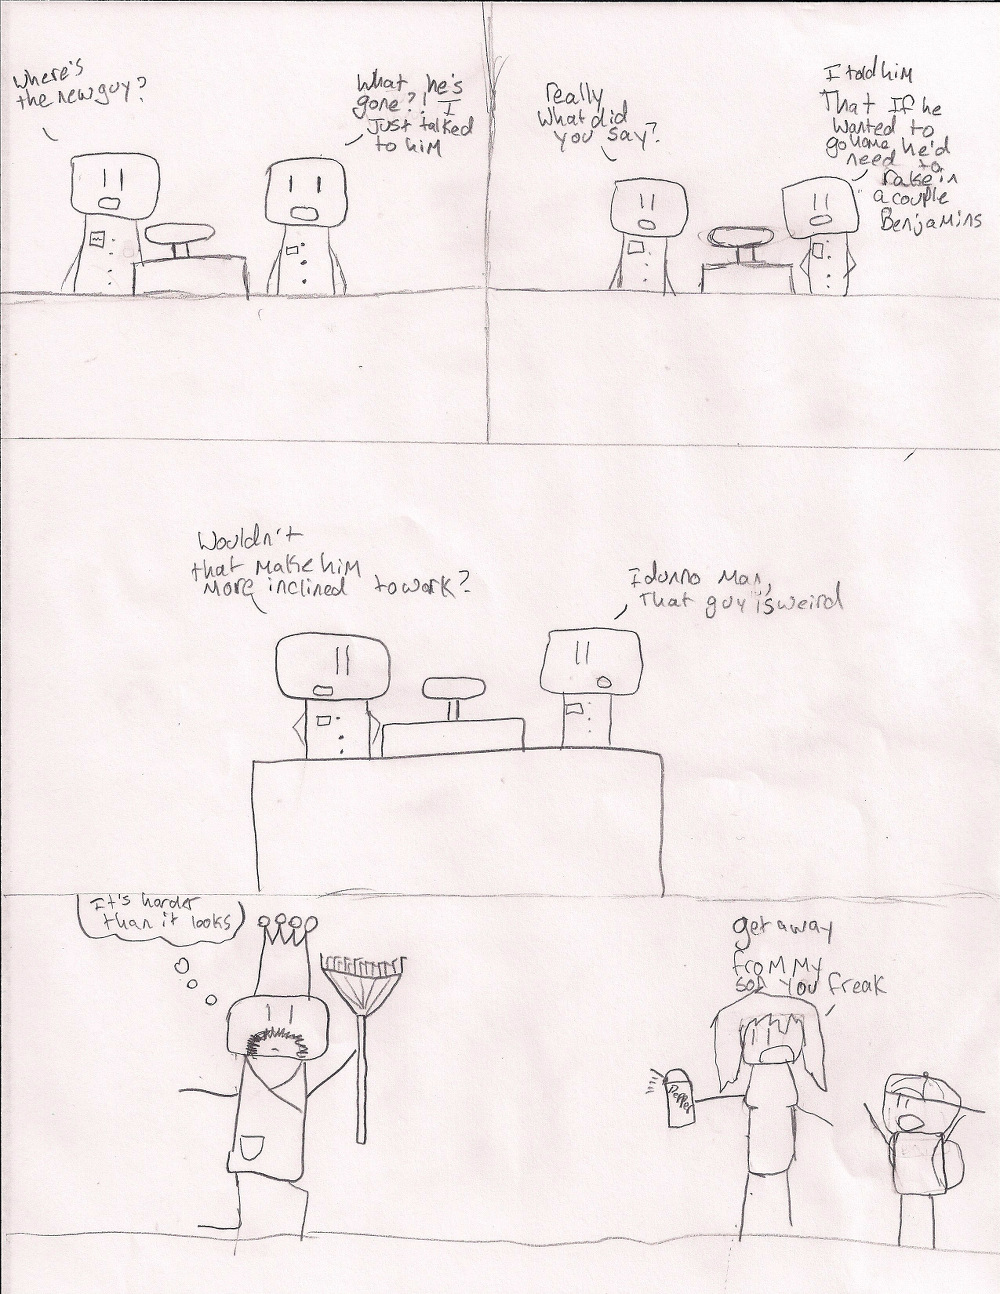 Where's
the new guy?
What he's
gone?! I
Just talked
to him
really
What did
you say?
I told him
That If he
wanted to
go home, he'd
need to
rake in
a couple
Benjamins
Wouldn't
that make him
more inclined to work?
I dunno man,
That guy is weird
It's harder
than it looks
get away
from my
son you freak
Pepper